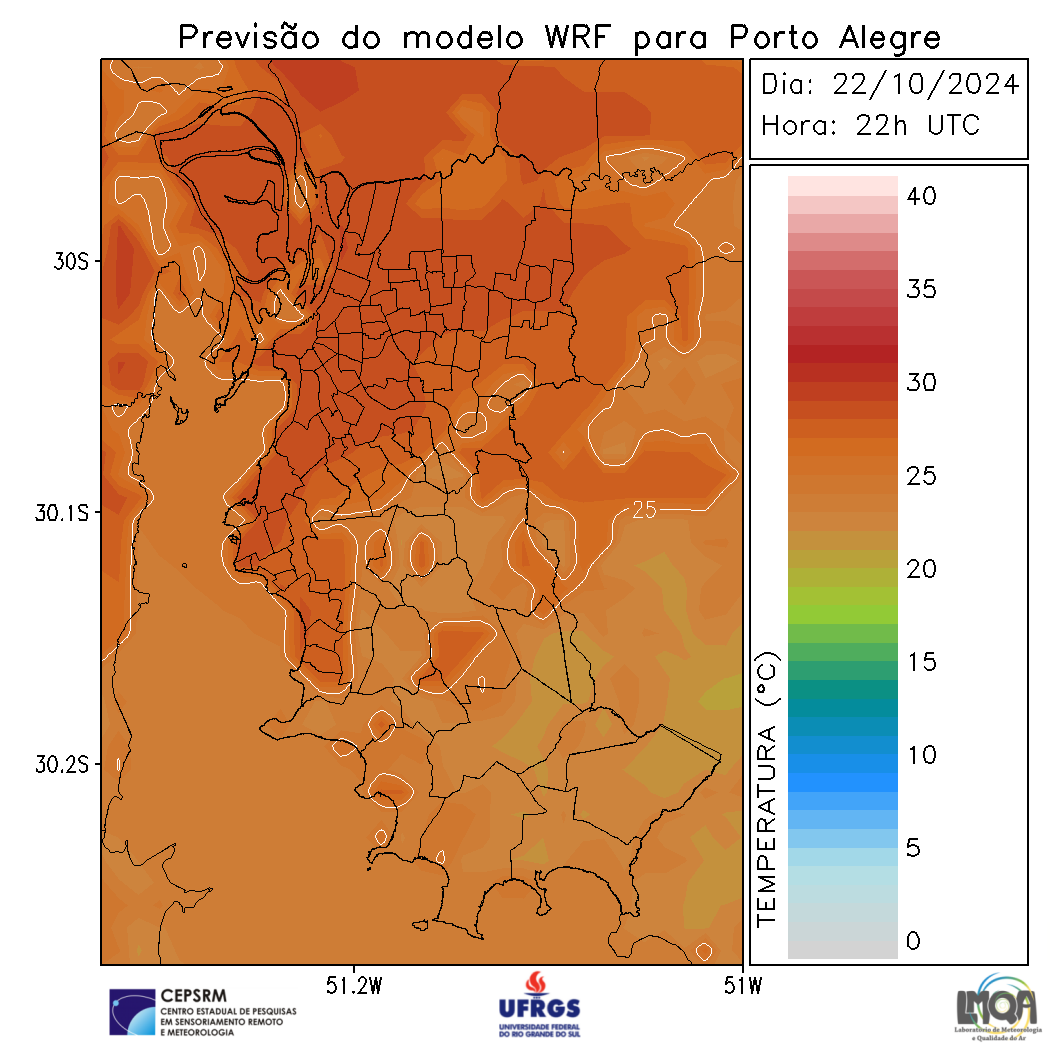 Previsão do modelo WRF para Porto Alegre
Dia: 22/10/2024
Hora: 22h UTC
40
35
30
25
20
15
10
5
0
TEMPERATURA (°C)
30S
30.1S
30.2S
25
51.2W
51W
CEPSRM
CENTRO ESTADUAL DE PESQUISAS
EM SENSORIAMENTO REMOTO
E METEOROLOGIA
UFRGS
UNIVERSIDADE FEDERAL
DO RIO GRANDE DO SUL
LMQA
Laboratório de Meteorologia
e Qualidade do Ar